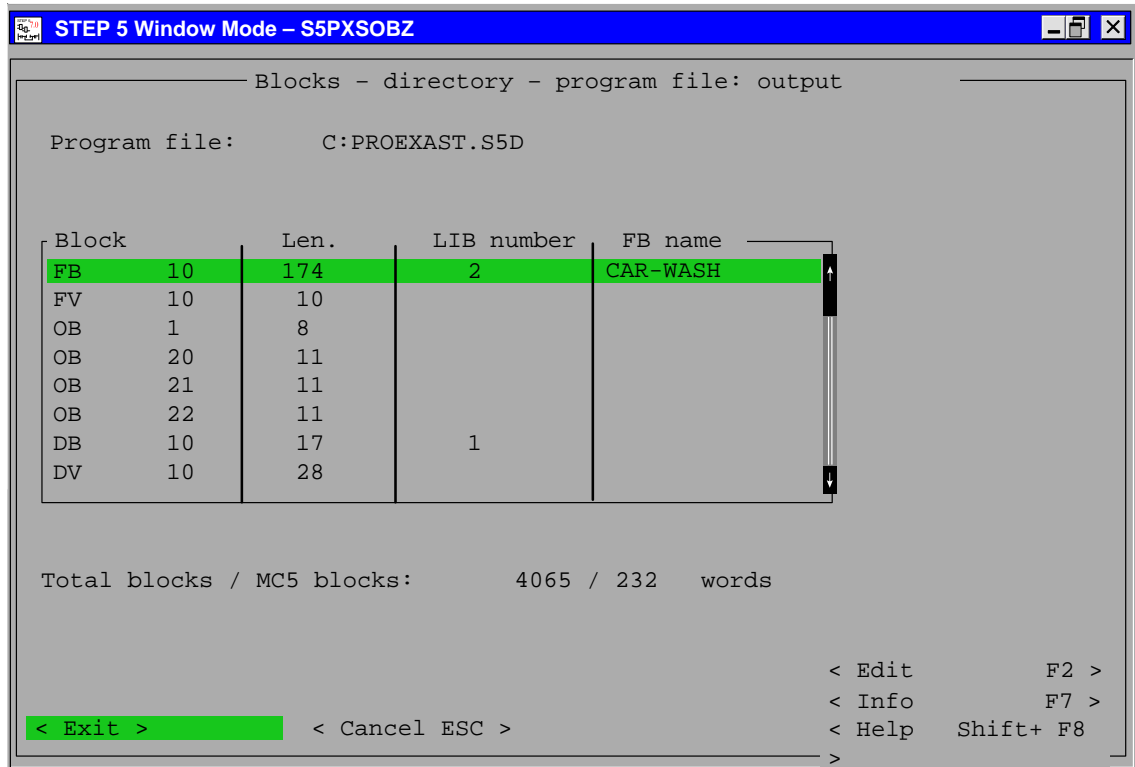 STEP 5 Window Mode – S5PXSOBZ
Blocks – directory – program file: output
Program file: C:PROEXAST.S5D
Block Len. LIB number FB name
FB 10 174 2 CAR-WASH
FV 10 10
OB 1 8
OB 20 11
OB 21 11
OB 22 11
DB 10 17 1
DV 10 28
Total blocks / MC5 blocks: 4065 / 232 words
< Edit F2 >
< Info F7 >
< Exit > < Cancel ESC > < Help Shift+ F8
>